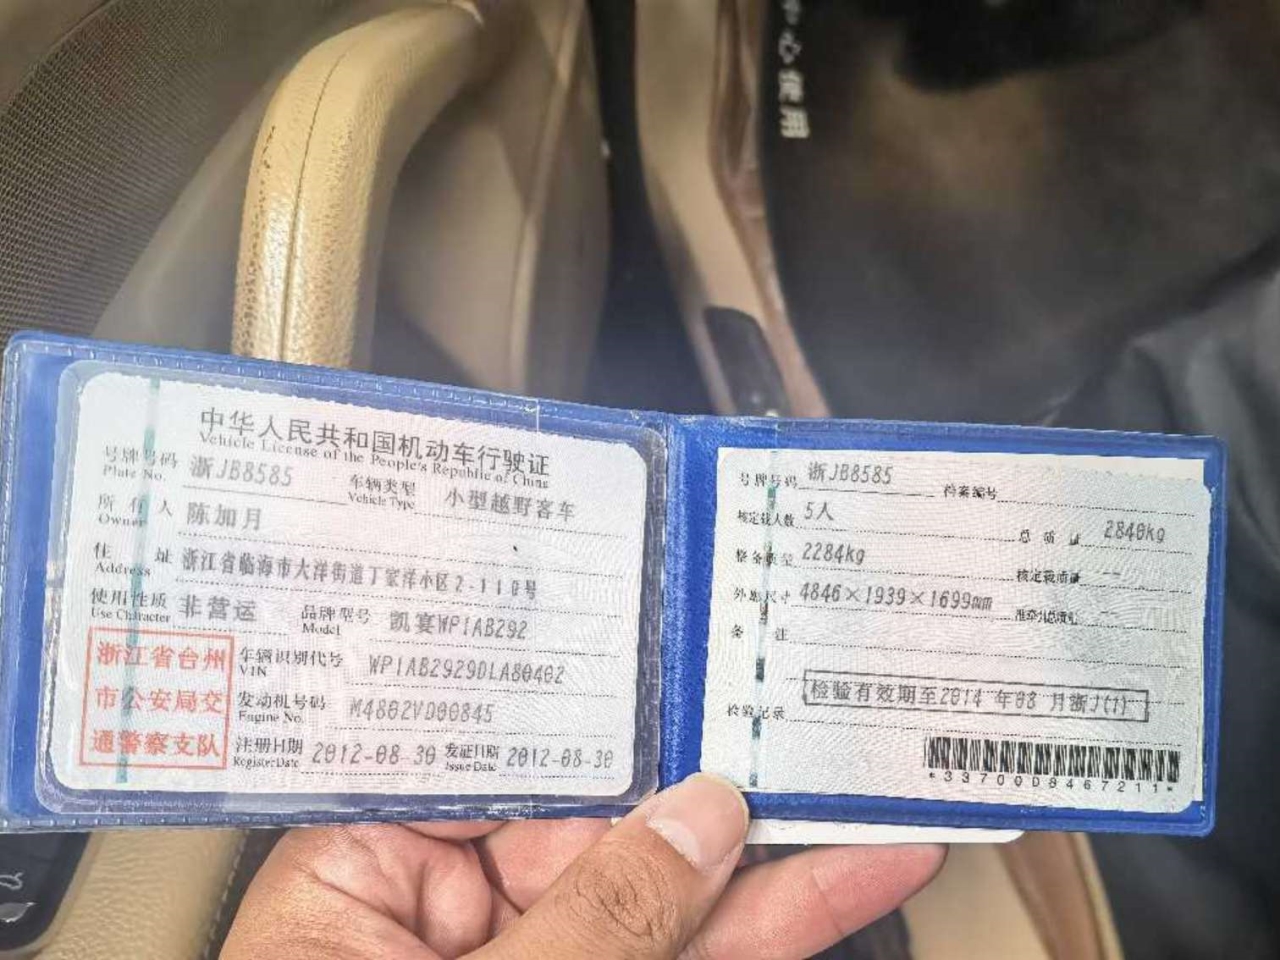 心使用
中华人民共和国机动车行驶证
Vehicle License of the People's Republic of China
号牌号码 浙JB8585 车辆类型 小型越野客车
Plate No. Vehicle Type
所有人 陈加月
Owner
住址 浙江省临海市大洋街道丁家洋小区2-110号
Address
使用性质 非营运 品牌型号 凯宴WP1AB292
Use Character Model
浙江省台州
市公安局交
通警察支队
车辆识别代号 WP1AB2929DLA80402
VIN
发动机号码 M4802VD00845
Engine No.
注册日期 2012-08-30 发证日期 2012-08-30
Register Date Issue Date
号牌号码 浙JB8585 档案编号
核定载人数 5人 总质量 2840kg
整备质量 2284kg 核定载质量 --
外廓尺寸 4846×1939×1699mm 准牵引总质量 --
备注
检验有效期至2014 年08 月浙J(1)
检验记录
*3370008467211*